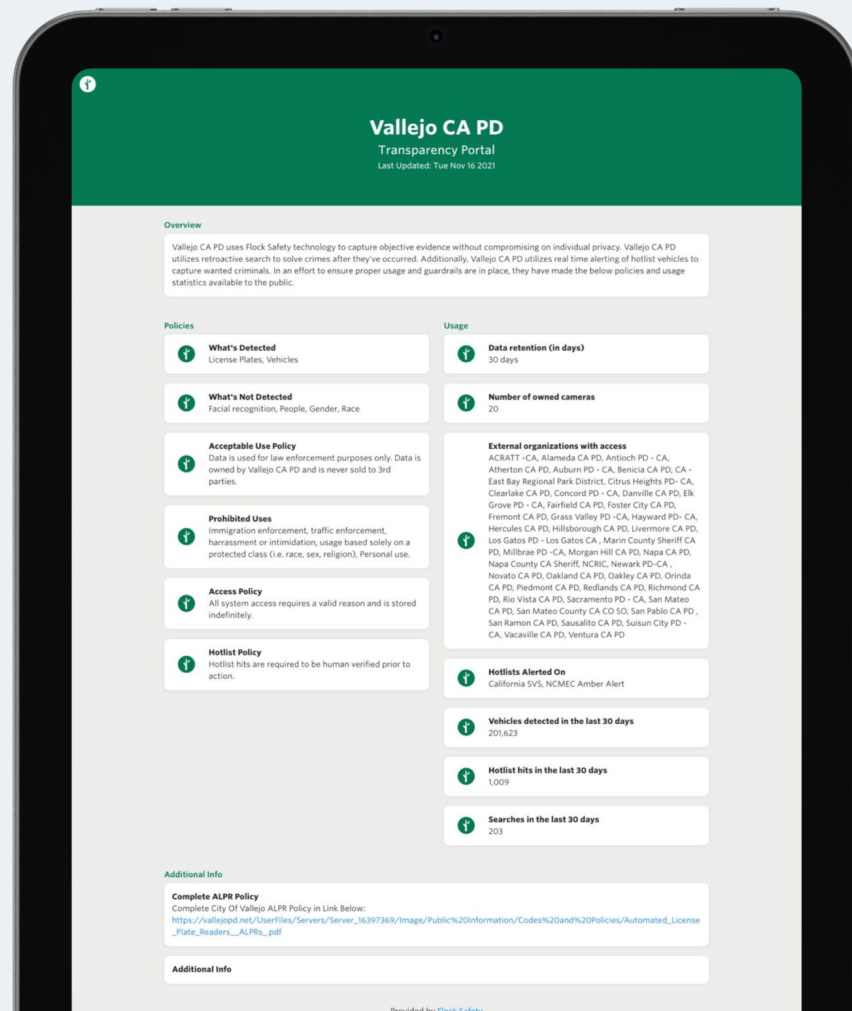 Vallejo CA PD
Transparency Portal
Last Updated: Tue Nov 16 2021
Overview
Vallejo CA PD uses Flock Safety technology to capture objective evidence without compromising on individual privacy. Vallejo CA PD
utilizes retroactive search to solve crimes after they've occurred. Additionally, Vallejo CA PD utilizes real time alerting of hotlist vehicles to
capture wanted criminals. In an effort to ensure proper usage and guardrails are in place, they have made the below policies and usage
statistics available to the public.
Policies
What's Detected
License Plates, Vehicles
What's Not Detected
Facial recognition, People, Gender, Race
Acceptable Use Policy
Data is used for law enforcement purposes only. Data is
owned by Vallejo CA PD and is never sold to 3rd
parties.
Prohibited Uses
Immigration enforcement, traffic enforcement,
harrassment or intimidation, usage based solely on a
protected class (i.e. race, sex, religion), Personal use.
Access Policy
All system access requires a valid reason and is stored
indefinitely.
Hotlist Policy
Hotlist hits are required to be human verified prior to
action.
Usage
Data retention (in days)
30 days
Number of owned cameras
20
External organizations with access
ACRATT -CA, Alameda CA PD, Antioch PD - CA,
Atherton CA PD, Auburn PD - CA, Benicia CA PD, CA -
East Bay Regional Park District, Citrus Heights PD- CA,
Clearlake CA PD, Concord PD - CA, Danville CA PD, Elk
Grove PD - CA, Fairfield CA PD, Foster City CA PD,
Fremont CA PD, Grass Valley PD -CA, Hayward PD- CA,
Hercules CA PD, Hillsborough CA PD, Livermore CA PD,
Los Gatos PD - Los Gatos CA , Marin County Sheriff CA
PD, Millbrae PD -CA, Morgan Hill CA PD, Napa CA PD,
Napa County CA Sheriff, NCRIC, Newark PD-CA ,
Novato CA PD, Oakland CA PD, Oakley CA PD, Orinda
CA PD, Piedmont CA PD, Redlands CA PD, Richmond CA
PD, Rio Vista CA PD, Sacramento PD - CA, San Mateo
CA PD, San Mateo County CA CO SO, San Pablo CA PD ,
San Ramon CA PD, Sausalito CA PD, Suisun City PD -
CA, Vacaville CA PD, Ventura CA PD
Hotlists Alerted On
California SVS, NCMEC Amber Alert
Vehicles detected in the last 30 days
201,623
Hotlist hits in the last 30 days
1,009
Searches in the last 30 days
203
Additional Info
Complete ALPR Policy
Complete City Of Vallejo ALPR Policy in Link Below:
https://vallejopd.net/UserFiles/Servers/Server_16397369/Image/Public%20Information/Codes%20and%20Policies/Automated_License
_Plate_Readers__ALPRs_.pdf
Additional Info
Provided by Flock Safety